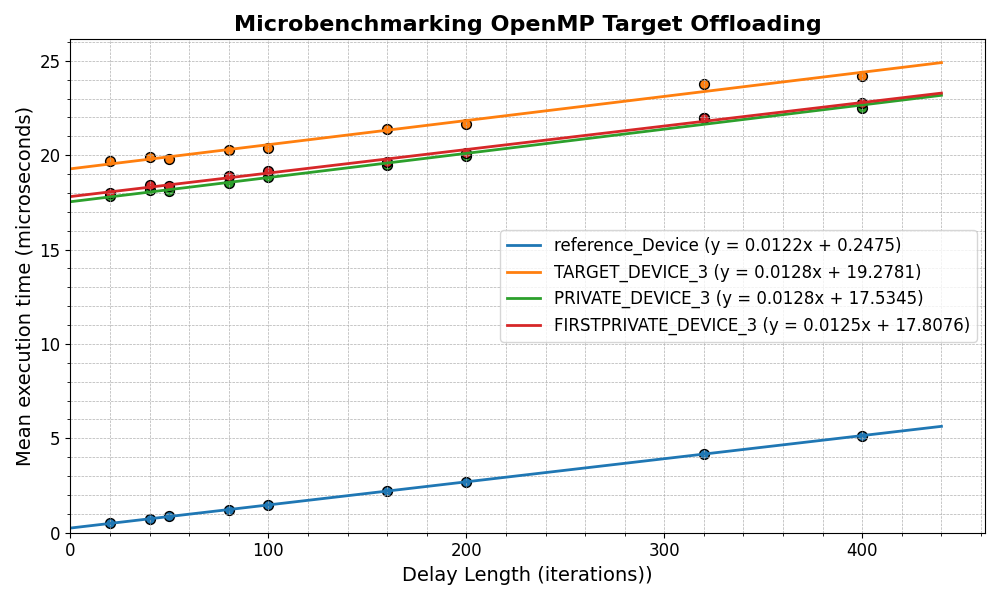 Microbenchmarking OpenMP Target Offloading
Mean execution time (microseconds)
25
20
15
10
5
0
reference_Device (y = 0.0122x + 0.2475)
TARGET_DEVICE_3 (y = 0.0128x + 19.2781)
PRIVATE_DEVICE_3 (y = 0.0128x + 17.5345)
FIRSTPRIVATE_DEVICE_3 (y = 0.0125x + 17.8076)
0 100 200 300 400
Delay Length (iterations))